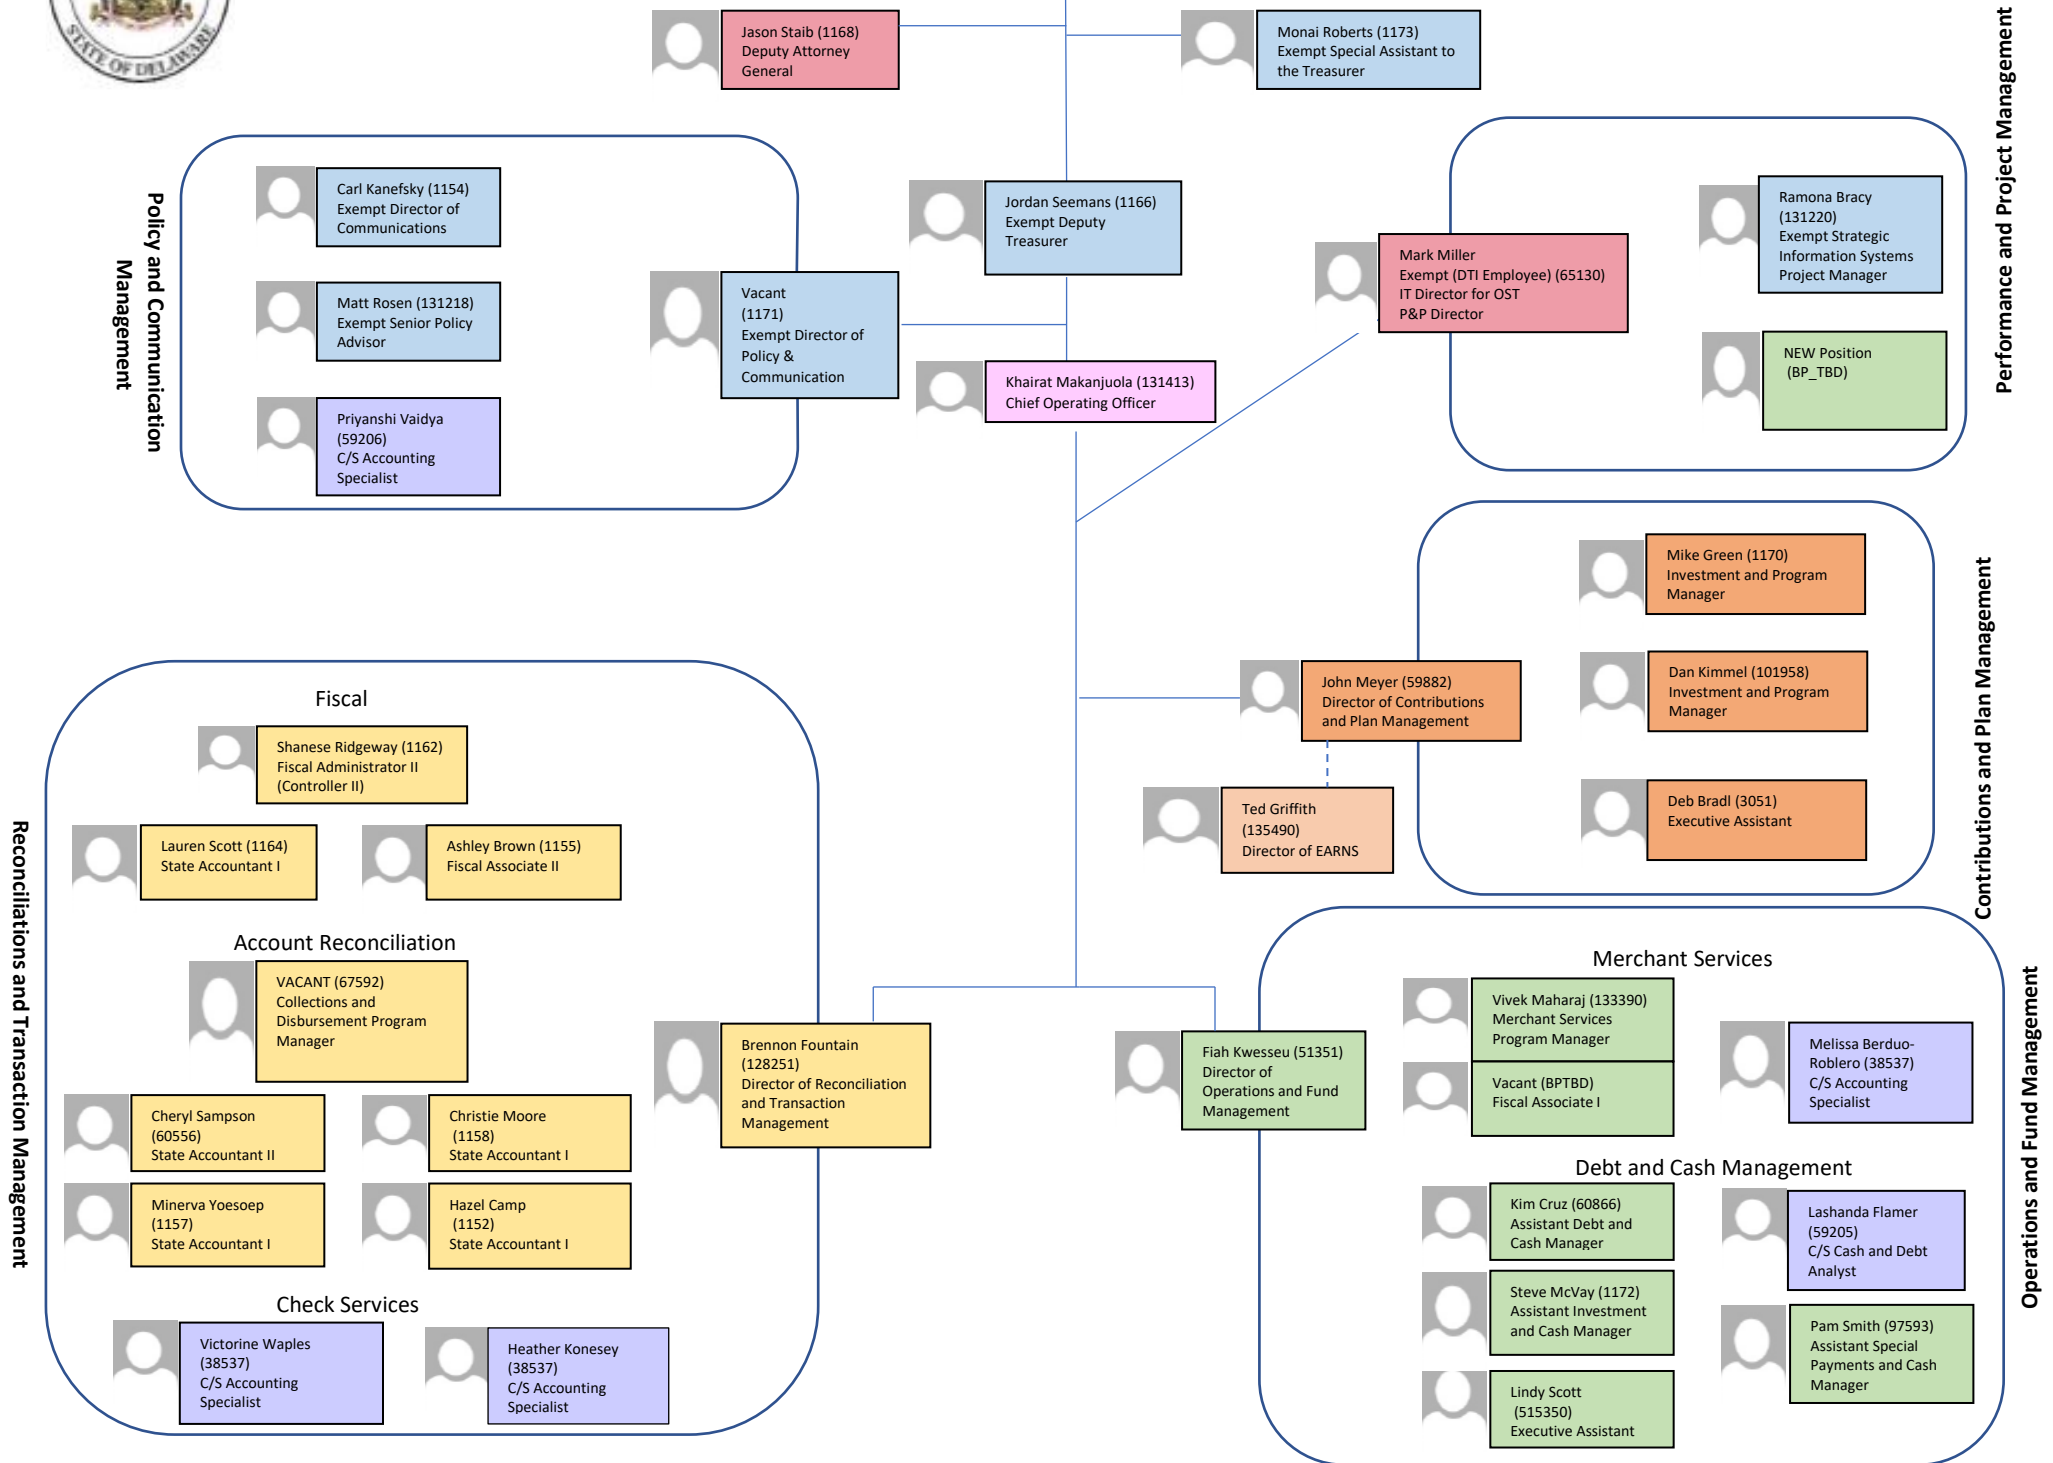 STATE OF DELAWARE
Jason Staib (1168)
Deputy Attorney
General
Monai Roberts (1173)
Exempt Special Assistant to
the Treasurer
Policy and Communication
Management
Carl Kanefsky (1154)
Exempt Director of
Communications
Matt Rosen (131218)
Exempt Senior Policy
Advisor
Priyanshi Vaidya
(59206)
C/S Accounting
Specialist
Vacant
(1171)
Exempt Director of
Policy &
Communication
Jordan Seemans (1166)
Exempt Deputy
Treasurer
Khairat Makanjuola (131413)
Chief Operating Officer
Mark Miller
Exempt (DTI Employee) (65130)
IT Director for OST
P&P Director
Ramona Bracy
(131220)
Exempt Strategic
Information Systems
Project Manager
NEW Position
(BP_TBD)
Performance and Project Management
Mike Green (1170)
Investment and Program
Manager
Dan Kimmel (101958)
Investment and Program
Manager
Deb Bradl (3051)
Executive Assistant
John Meyer (59882)
Director of Contributions
and Plan Management
Ted Griffith
(135490)
Director of EARNS
Contributions and Plan Management
Reconciliations and Transaction Management
Fiscal
Shanese Ridgeway (1162)
Fiscal Administrator II
(Controller II)
Lauren Scott (1164)
State Accountant I
Ashley Brown (1155)
Fiscal Associate II
Account Reconciliation
VACANT (67592)
Collections and
Disbursement Program
Manager
Cheryl Sampson
(60556)
State Accountant II
Christie Moore
(1158)
State Accountant I
Minerva Yoesoep
(1157)
State Accountant I
Hazel Camp
(1152)
State Accountant I
Check Services
Victorine Waples
(38537)
C/S Accounting
Specialist
Heather Konesey
(38537)
C/S Accounting
Specialist
Brennon Fountain
(128251)
Director of Reconciliation
and Transaction
Management
Fiah Kwesseu (51351)
Director of
Operations and Fund
Management
Merchant Services
Vivek Maharaj (133390)
Merchant Services
Program Manager
Vacant (BPTBD)
Fiscal Associate I
Melissa Berduo-
Roblero (38537)
C/S Accounting
Specialist
Debt and Cash Management
Kim Cruz (60866)
Assistant Debt and
Cash Manager
Lashanda Flamer
(59205)
C/S Cash and Debt
Analyst
Steve McVay (1172)
Assistant Investment
and Cash Manager
Pam Smith (97593)
Assistant Special
Payments and Cash
Manager
Lindy Scott
(515350)
Executive Assistant
Operations and Fund Management